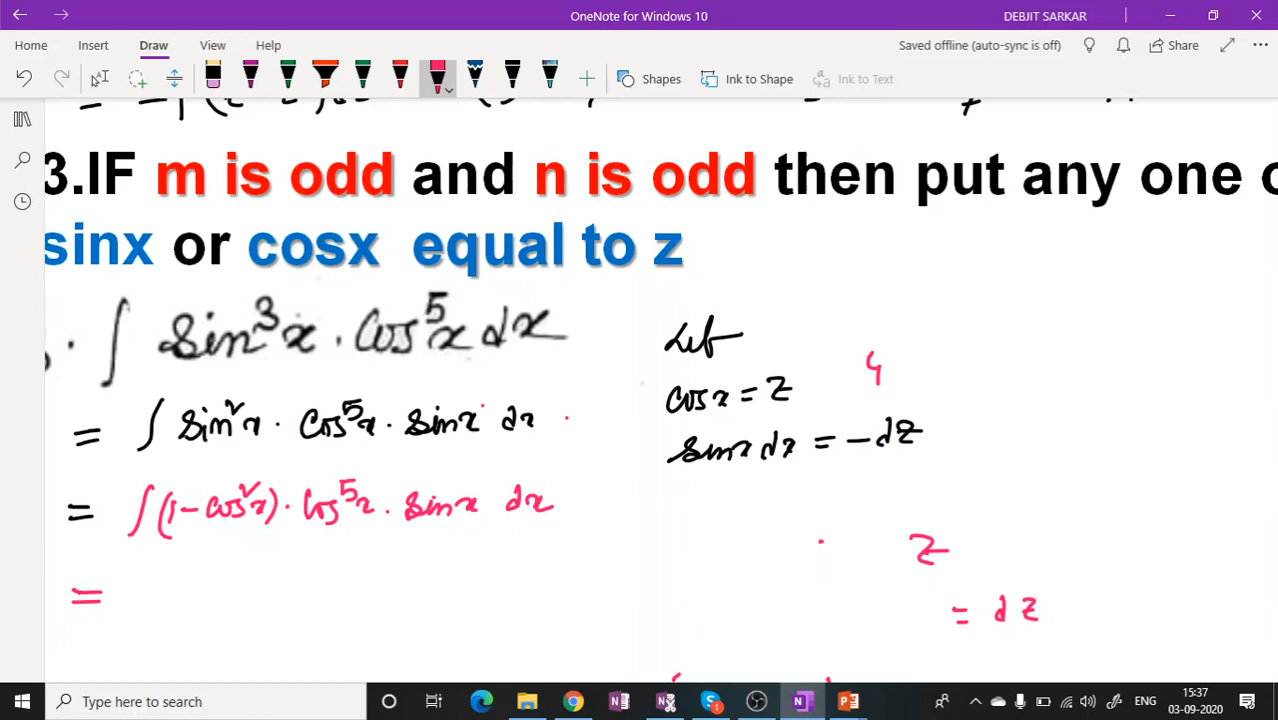 OneNote for Windows 10
DEBJIT SARKAR
Home Insert Draw View Help
Saved offline (auto-sync is off)
Share
Shapes
Ink to Shape
Ink to Text
3.IF m is odd and n is odd then put any one
sinx or cosx equal to z
∫ sin³x · cos⁵x dx
= ∫ sin²x · cos⁵x · sinx dx
= ∫(1-cos²x) · cos⁵x · sinx dx
=
Let
cosx = z
sinx dx = -dz
4
z
= dz
Type here to search
1
ENG
15:37
03-09-2020